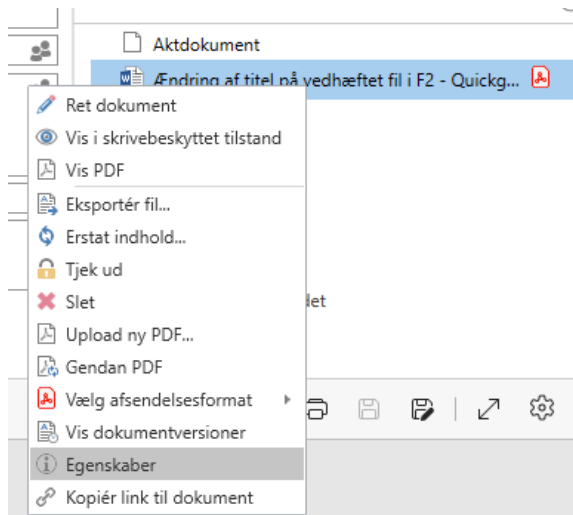 Aktdokument
Ændring af titel på vedhæftet fil i F2 - Quickg...
Ret dokument
Vis i skrivebeskyttet tilstand
Vis PDF
Eksportér fil...
Erstat indhold...
Tjek ud
Slet
det
Upload ny PDF...
Gendan PDF
Vælg afsendelsesformat
Vis dokumentversioner
Egenskaber
Kopiér link til dokument